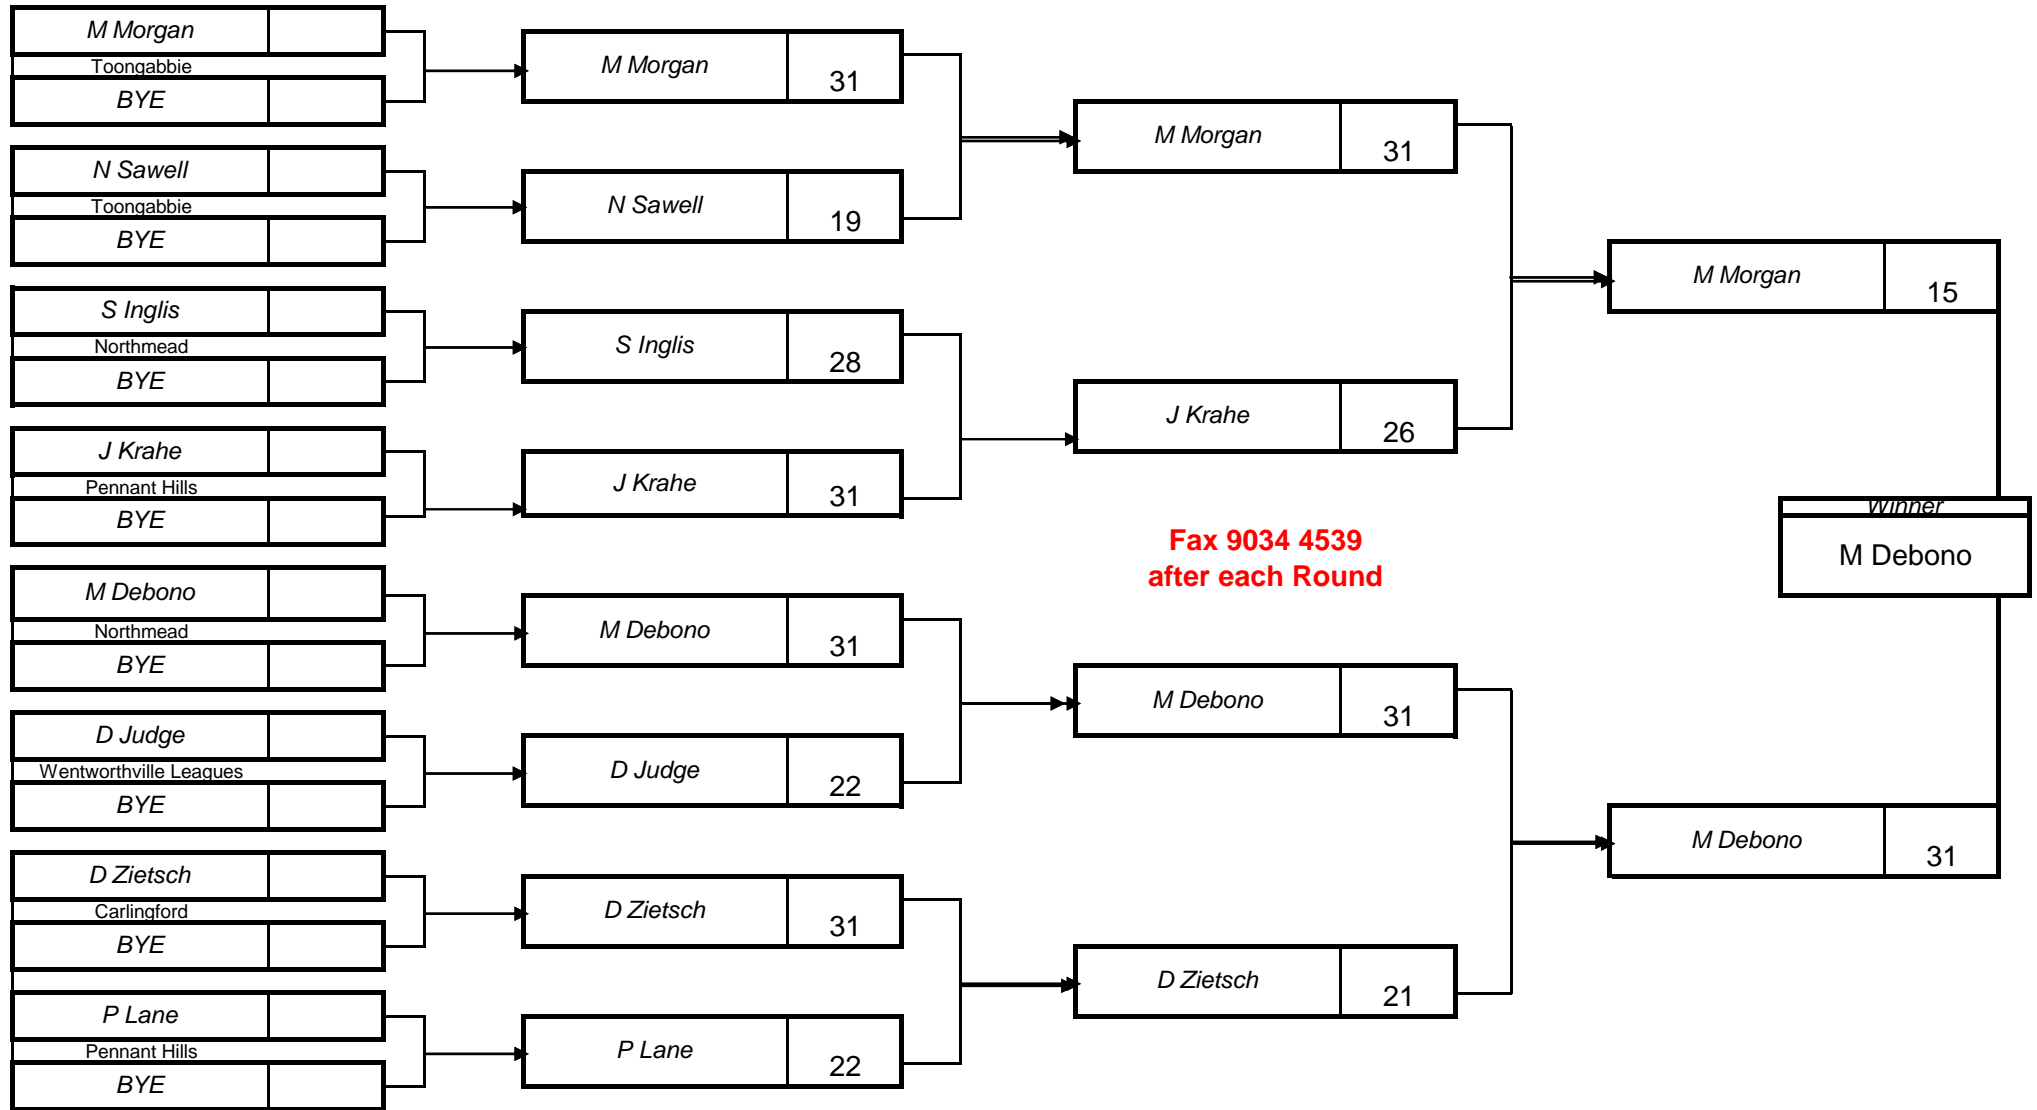 M Morgan
Toongabbie
BYE
N Sawell
Toongabbie
BYE
S Inglis
Northmead
BYE
J Krahe
Pennant Hills
BYE
M Debono
Northmead
BYE
D Judge
Wentworthville Leagues
BYE
D Zietsch
Carlingford
BYE
P Lane
Pennant Hills
BYE
M Morgan 31
N Sawell 19
S Inglis 28
J Krahe 31
M Debono 31
D Judge 22
D Zietsch 31
P Lane 22
M Morgan 31
J Krahe 26
Fax 9034 4539
after each Round
M Debono 31
D Zietsch 21
M Morgan 15
Winner
M Debono
M Debono 31